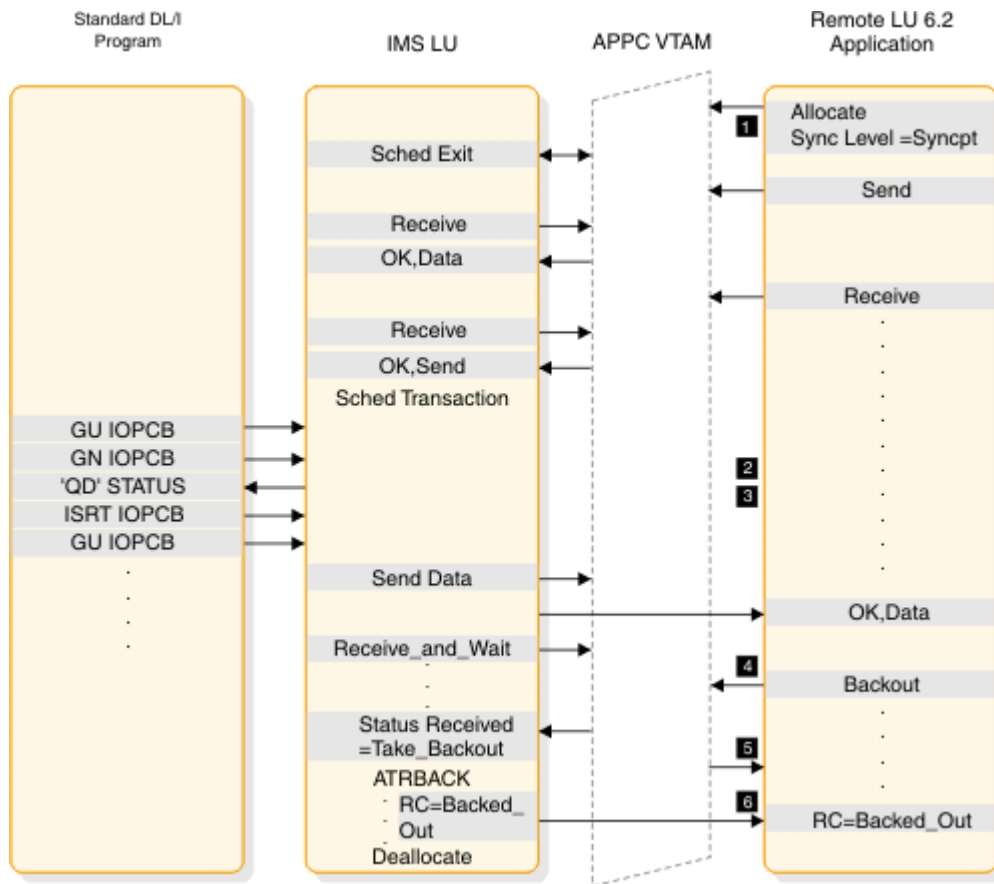 Standard DL/I
Program
IMS LU
APPC VTAM
Remote LU 6.2
Application
1
Allocate
Sync Level =Syncpt
Sched Exit
Send
Receive
OK,Data
Receive
Receive
OK,Send
Sched Transaction
GU IOPCB
GN IOPCB
2
'QD' STATUS
3
ISRT IOPCB
GU IOPCB
Send Data
OK,Data
Receive_and_Wait
4
Backout
Status Received
=Take_Backout
5
ATRBACK
6
RC=Backed_
Out
RC=Backed_Out
Deallocate